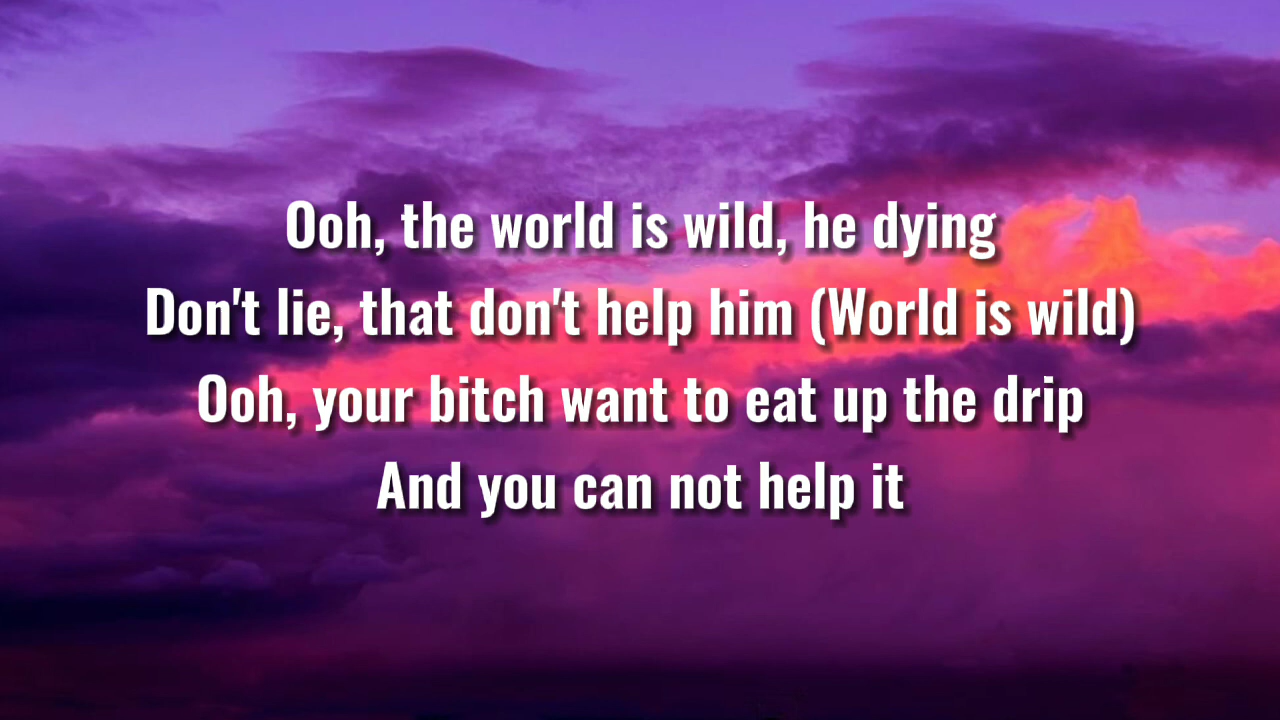 Ooh, the world is wild, he dying
Don't lie, that don't help him (World is wild)
Ooh, your bitch want to eat up the drip
And you can not help it